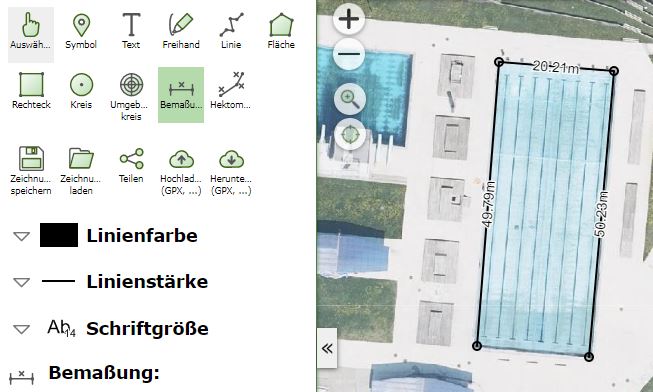 Auswäh...
Symbol
Text
Freihand
Linie
Fläche
Rechteck
Kreis
Umgeb...
kreis
Bemaßu...
Hektom...
Zeichnu...
speichern
Zeichnu...
laden
Teilen
Hochlad...
(GPX, ...)
Herunte...
(GPX, ...)
Linienfarbe
Linienstärke
Ab14 Schriftgröße
Bemaßung:
20.21m
49.79m
50.23m